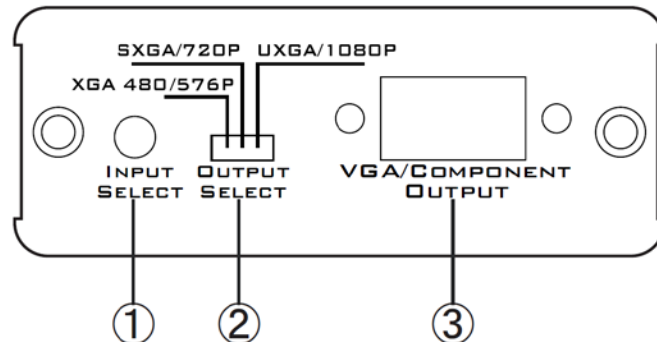 SXGA/720P UXGA/1080P
XGA 480/576P
INPUT SELECT
OUTPUT SELECT
VGA/COMPONENT OUTPUT
1 2 3